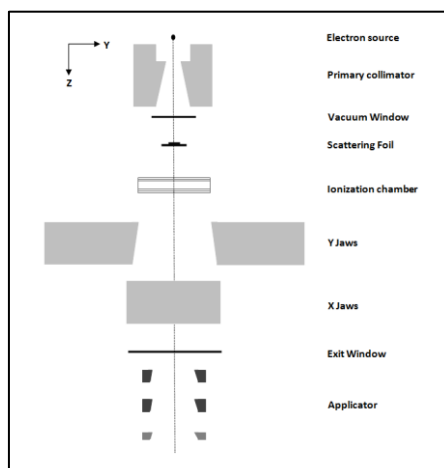 Electron source
Y
Primary collimator
Z
Vacuum Window
Scattering Foil
Ionization chamber
Y Jaws
X Jaws
Exit Window
Applicator